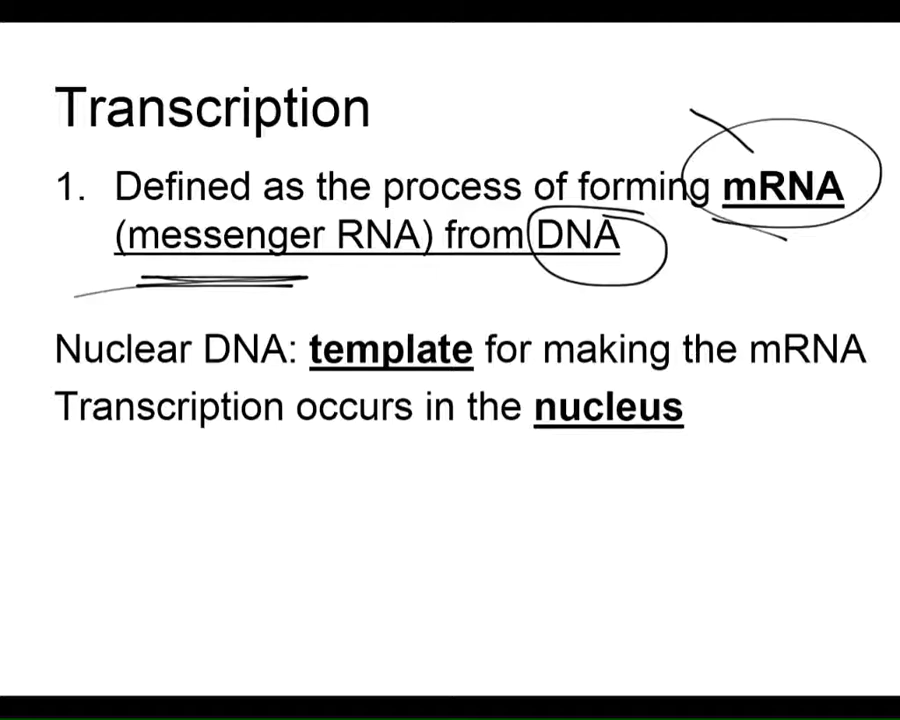 Transcription
1. Defined as the process of forming mRNA
(messenger RNA) from DNA
Nuclear DNA: template for making the mRNA
Transcription occurs in the nucleus